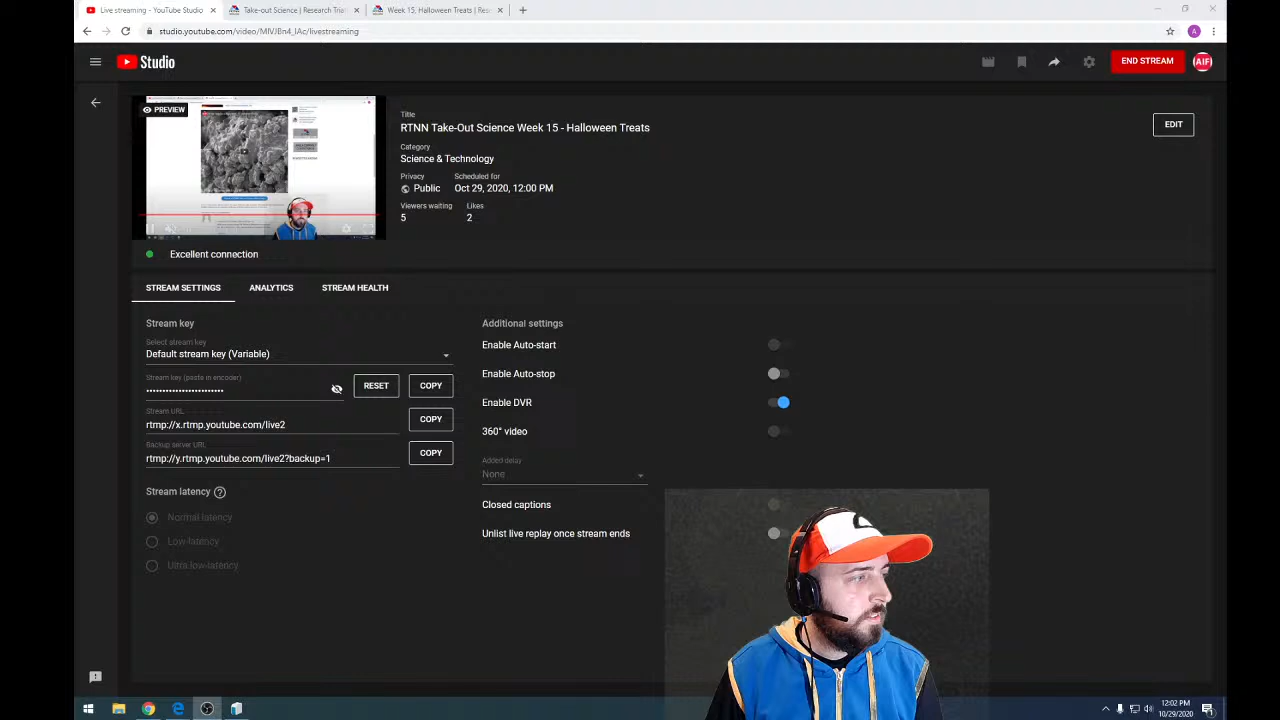 Live streaming - YouTube Studio
Take-out Science | Research Trian
Week 15, Halloween Treats | Res
studio.youtube.com/video/MIVJBn4_lAc/livestreaming
A
Studio
END STREAM
AIF
PREVIEW
Title
RTNN Take-Out Science Week 15 - Halloween Treats
EDIT
Category
Science & Technology
Privacy
Scheduled for
Public
Oct 29, 2020, 12:00 PM
Viewers waiting
Likes
5
2
Excellent connection
STREAM SETTINGS
ANALYTICS
STREAM HEALTH
Stream key
Select stream key
Default stream key (Variable)
Stream key (paste in encoder)
RESET
COPY
Stream URL
rtmp://x.rtmp.youtube.com/live2
COPY
Backup server URL
rtmp://y.rtmp.youtube.com/live2?backup=1
COPY
Stream latency
Normal latency
Low-latency
Ultra low-latency
Additional settings
Enable Auto-start
Enable Auto-stop
Enable DVR
360° video
Added delay
None
Closed captions
Unlist live replay once stream ends
12:02 PM
10/29/2020